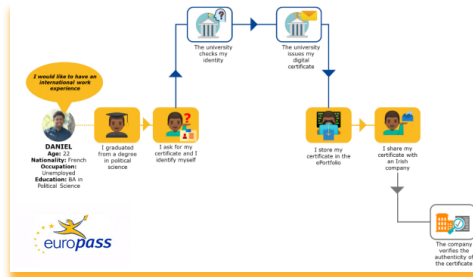 The university
checks my
identity
The university
issues my
digital
certificate
I would like to have an
international work
experience
DANIEL
Age: 22
Nationality: French
Occupation:
Unemployed
Education: BA in
Political Science
I graduated
from a degree
in political
science
I ask for my
certificate and I
identify myself
I store my
certificate in the
ePortfolio
I share my
certificate with
an Irish
company
The company
verifies the
authenticity of
the certificate
europass